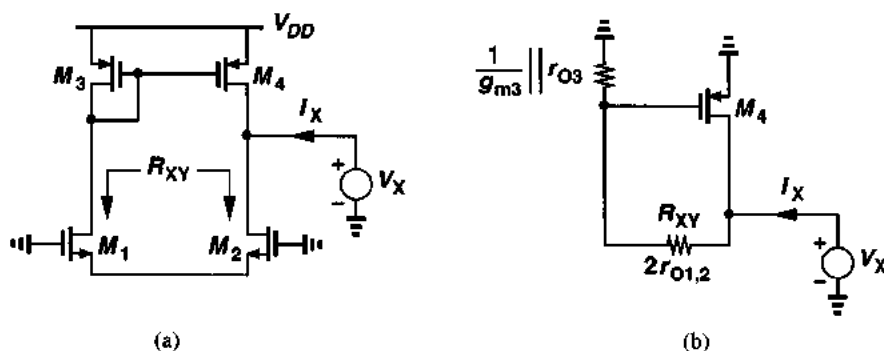 V_DD
M_3
M_4
I_X
R_XY
+
V_X
-
M_1
M_2
(a)
1/g_m3 || r_O3
M_4
I_X
R_XY
+
2r_O1,2
V_X
-
(b)